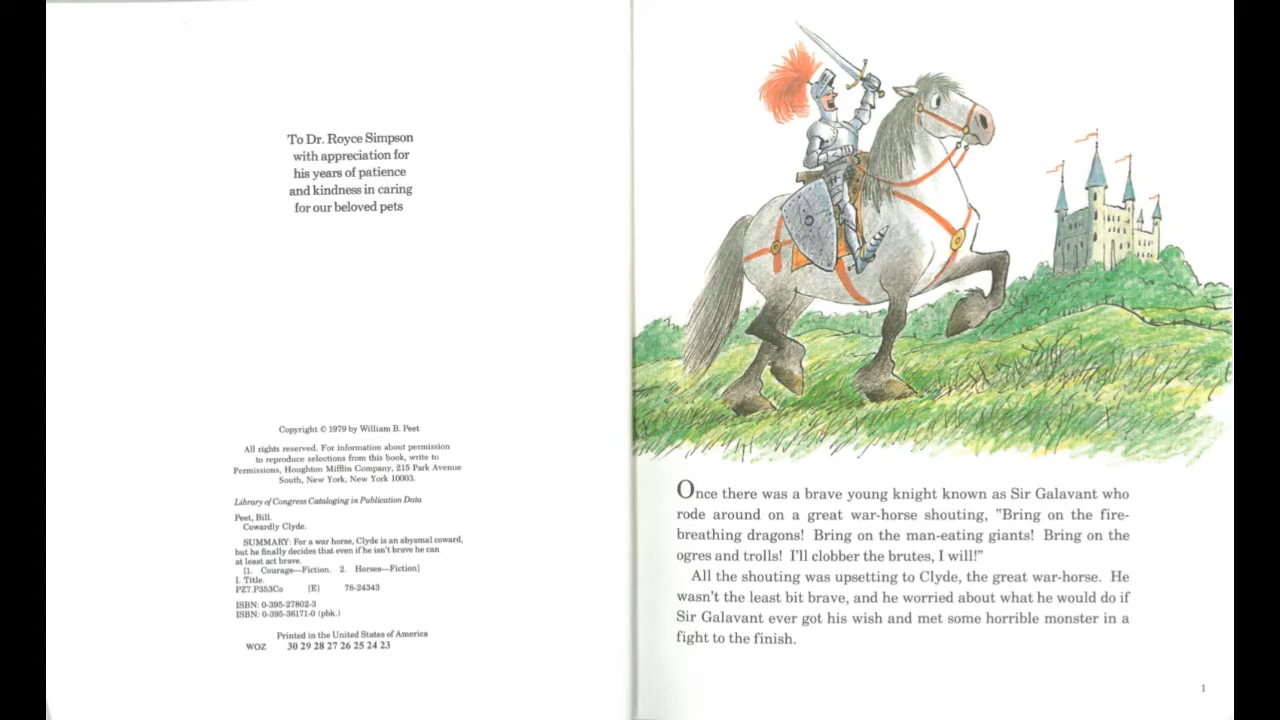 To Dr. Royce Simpson
with appreciation for
his years of patience
and kindness in caring
for our beloved pets
Copyright © 1979 by William B. Peet
All rights reserved. For information about permission
to reproduce selections from this book, write to
Permissions, Houghton Mifflin Company, 215 Park Avenue
South, New York, New York 10003.
Library of Congress Cataloging in Publication Data
Peet, Bill.
Cowardly Clyde.
SUMMARY: For a war horse, Clyde is an abysmal coward,
but he finally decides that even if he isn't brave he can
at least act brave.
[1. Courage—Fiction. 2. Horses—Fiction]
I. Title.
PZ7.P353Co [E] 78-24343
ISBN: 0-395-27802-3
ISBN: 0-395-36171-0 (pbk.)
Printed in the United States of America
WOZ 30 29 28 27 26 25 24 23
Once there was a brave young knight known as Sir Galavant who
rode around on a great war-horse shouting, "Bring on the fire-
breathing dragons! Bring on the man-eating giants! Bring on the
ogres and trolls! I'll clobber the brutes, I will!"
All the shouting was upsetting to Clyde, the great war-horse. He
wasn't the least bit brave, and he worried about what he would do if
Sir Galavant ever got his wish and met some horrible monster in a
fight to the finish.
1